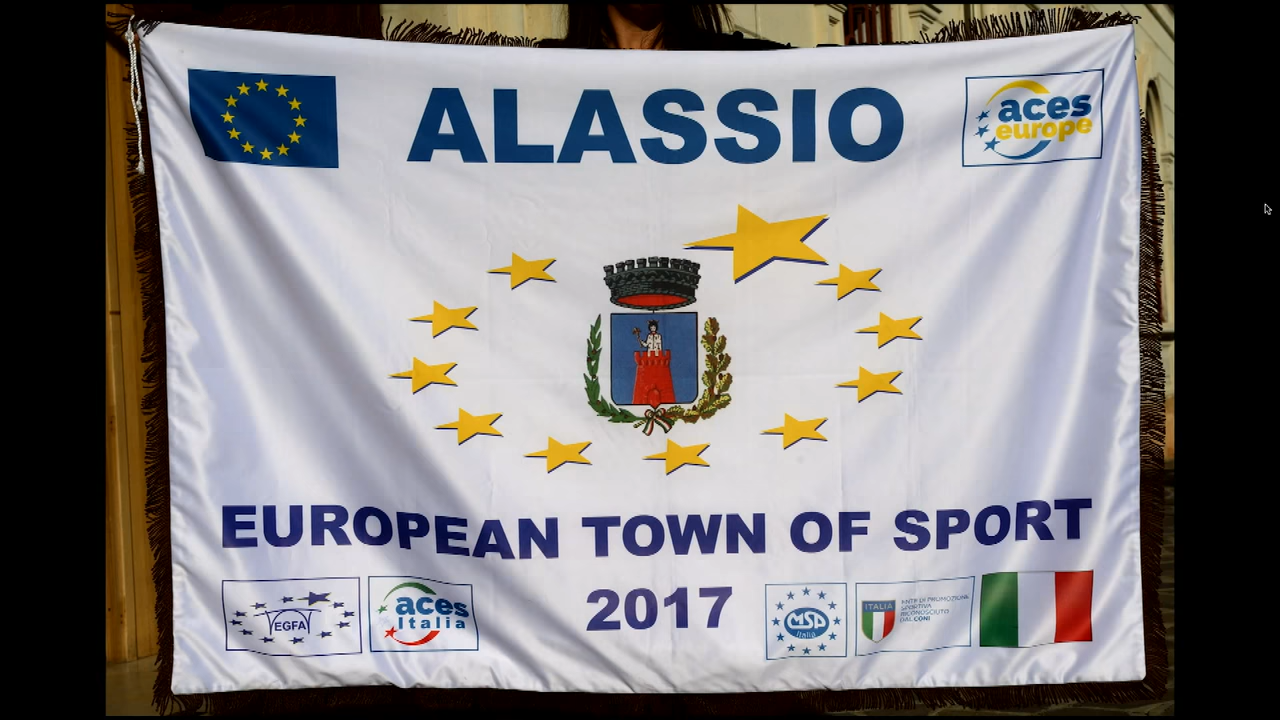 ALASSIO
aces
europe
EUROPEAN TOWN OF SPORT
2017
EGFA
aces
Italia
MSP
Italia
ITALIA
ENTE DI PROMOZIONE
SPORTIVA
RICONOSCIUTO
DAL CONI